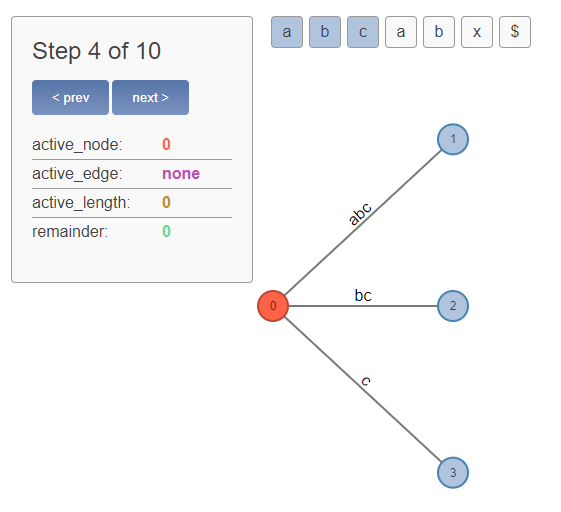 Step 4 of 10
< prev next >
active_node: 0
active_edge: none
active_length: 0
remainder: 0
a b c a b x $
1
abc
0
bc
2
c
3